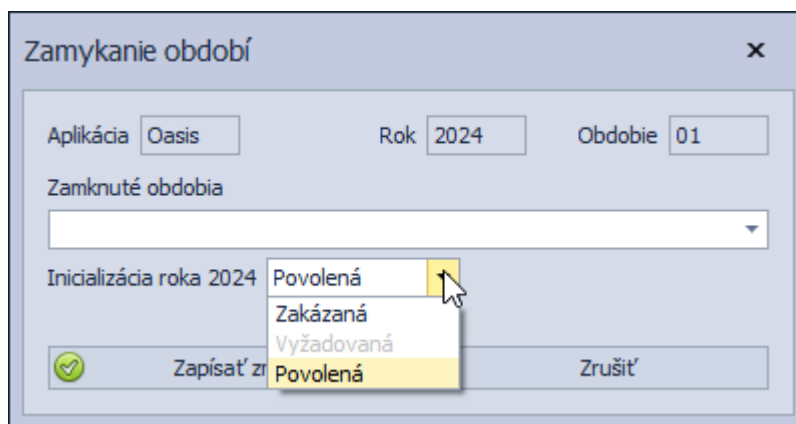 Zamykanie období
Aplikácia Oasis Rok 2024 Obdobie 01
Zamknuté obdobia
Inicializácia roka 2024 Povolená
Zakázaná
Vyžadovaná
Povolená
Zapísať Zrušiť